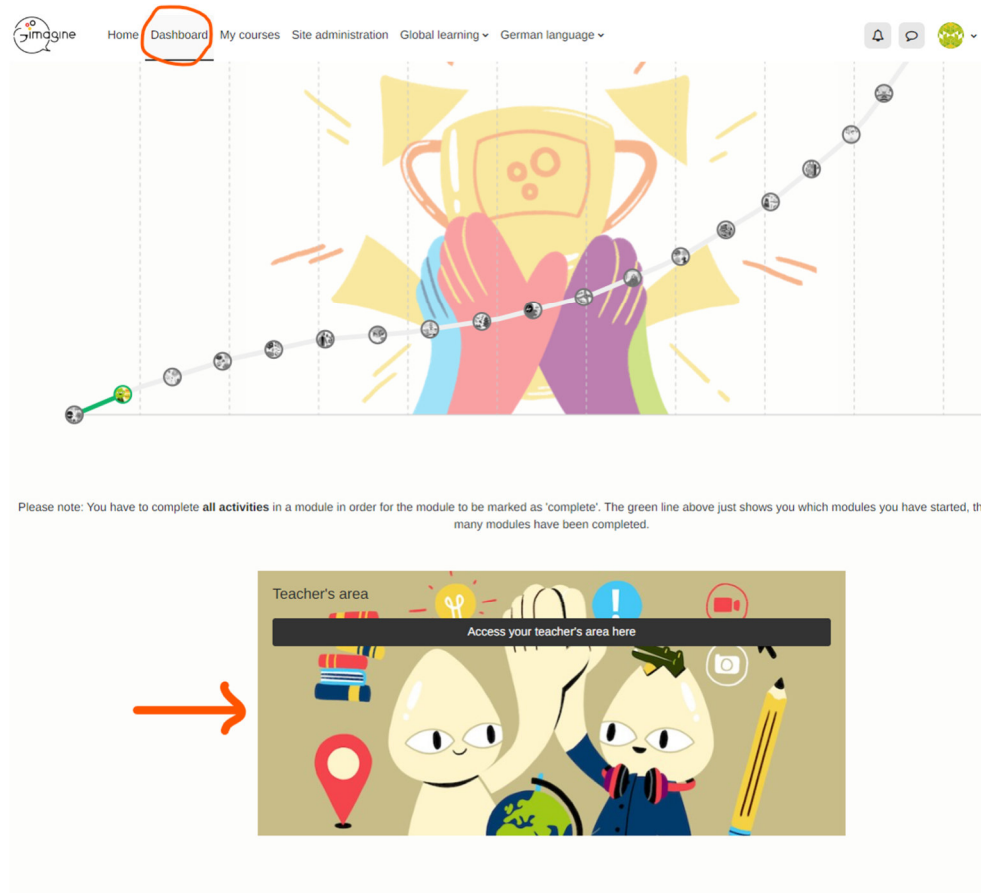 Gimagine
Home Dashboard My courses Site administration Global learning German language
Please note: You have to complete all activities in a module in order for the module to be marked as 'complete'. The green line above just shows you which modules you have started, th
many modules have been completed.
Teacher's area
Access your teacher's area here